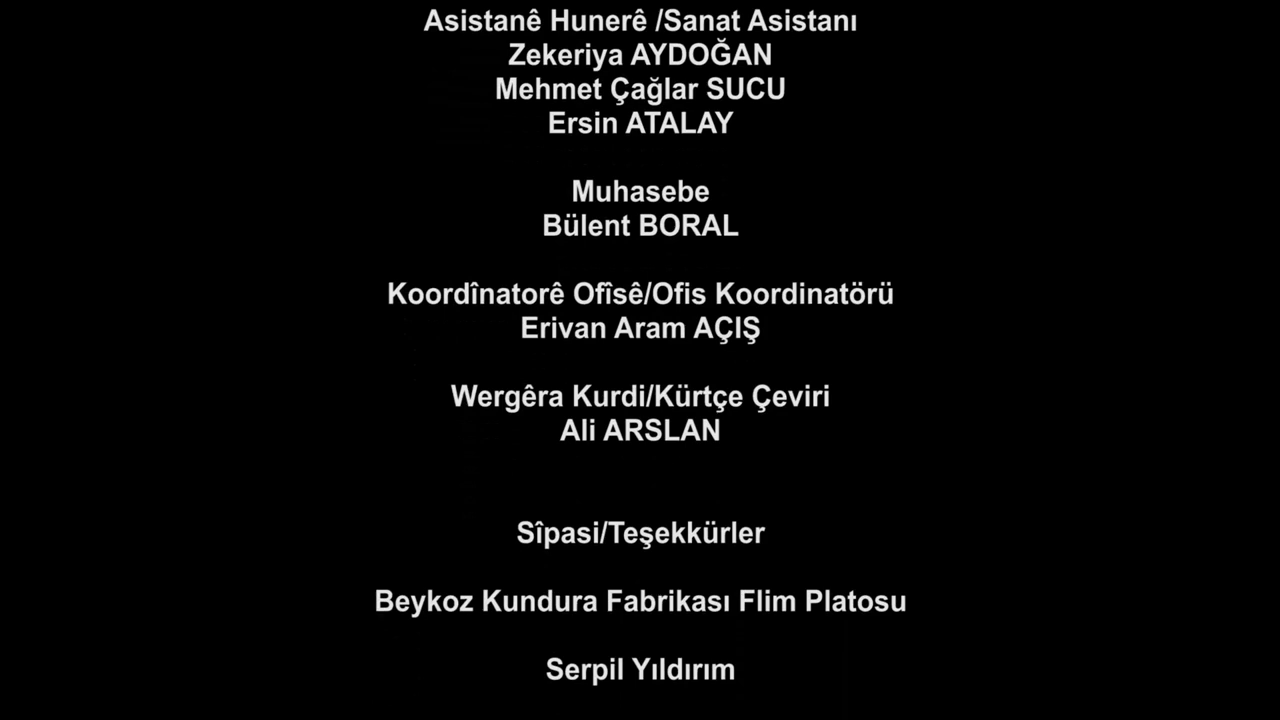 Asistanê Hunerê /Sanat Asistanı
Zekeriya AYDOĞAN
Mehmet Çağlar SUCU
Ersin ATALAY
Muhasebe
Bülent BORAL
Koordînatorê Ofîsê/Ofis Koordinatörü
Erivan Aram AÇIŞ
Wergêra Kurdi/Kürtçe Çeviri
Ali ARSLAN
Sîpasi/Teşekkürler
Beykoz Kundura Fabrikası Flim Platosu
Serpil Yıldırım